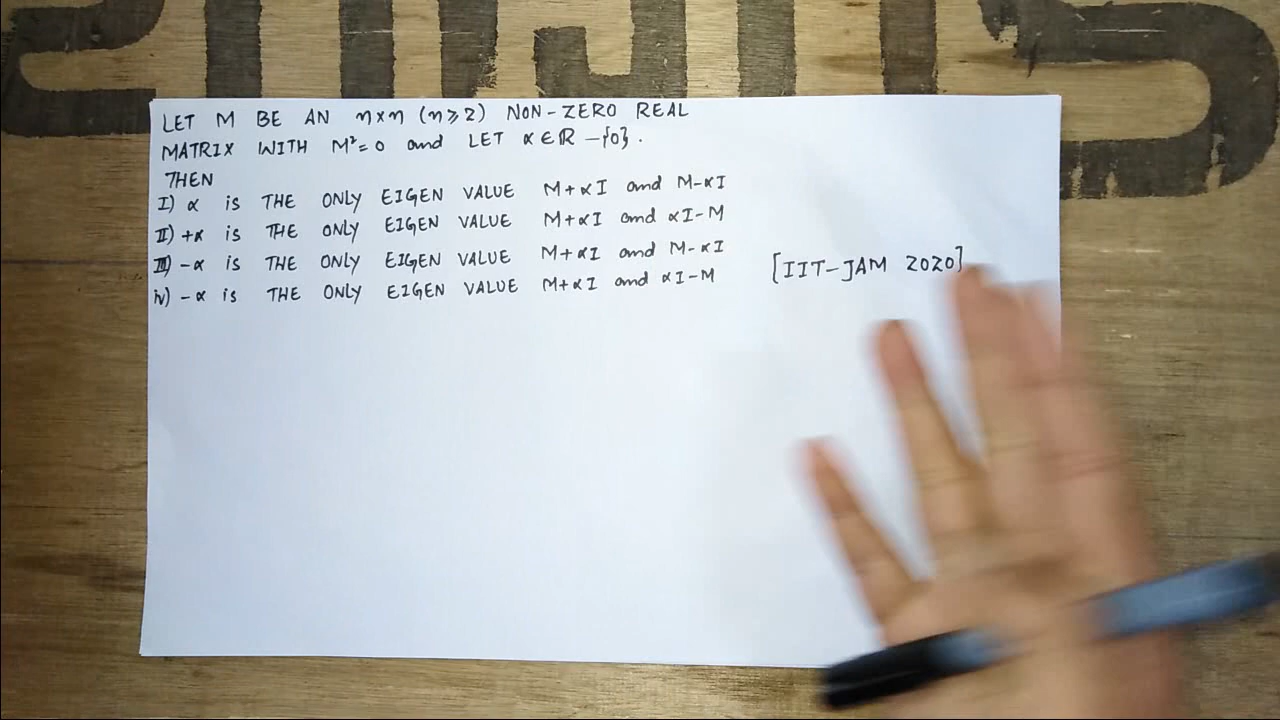 LET M BE AN n×n (n⩾2) NON-ZERO REAL
MATRIX WITH M²=0 and LET α∈ℝ-{0}.
THEN
I) α is THE ONLY EIGEN VALUE M+αI and M-αI
II) +α is THE ONLY EIGEN VALUE M+αI and αI-M
III) -α is THE ONLY EIGEN VALUE M+αI and M-αI
iv) -α is THE ONLY EIGEN VALUE M+αI and αI-M
[IIT-JAM 2020]